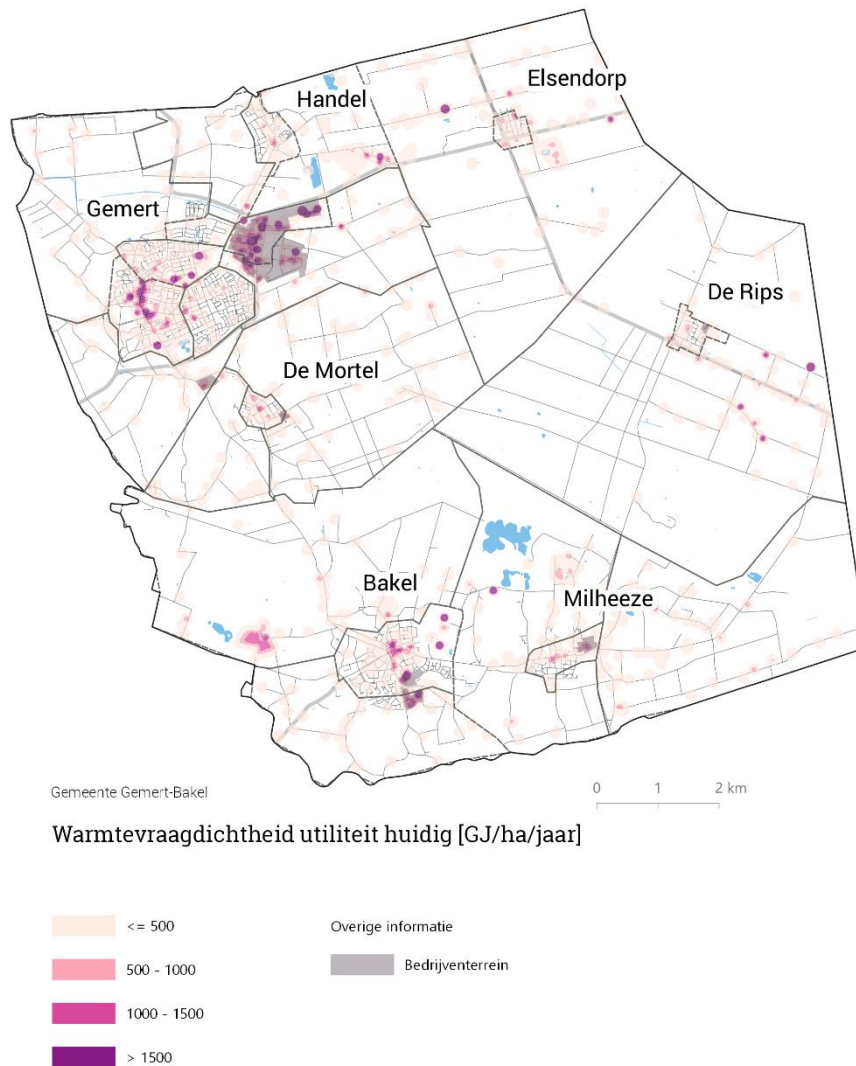 Handel
Elsendorp
Gemert
De Rips
De Mortel
Bakel
Milheeze
Gemeente Gemert-Bakel
0 1 2 km
Warmtevraagdichtheid utiliteit huidig [GJ/ha/jaar]
<= 500
Overige informatie
500 - 1000
Bedrijventerrein
1000 - 1500
> 1500